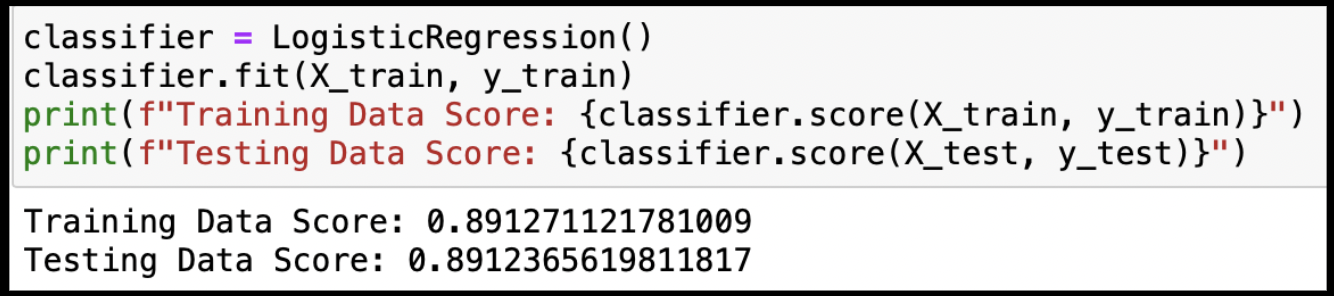 classifier = LogisticRegression()
classifier.fit(X_train, y_train)
print(f"Training Data Score: {classifier.score(X_train, y_train)}")
print(f"Testing Data Score: {classifier.score(X_test, y_test)}")
Training Data Score: 0.891271121781009
Testing Data Score: 0.8912365619811817